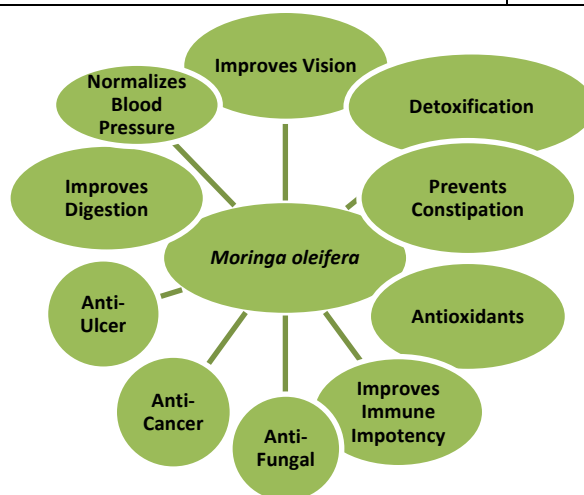 Improves Vision
Normalizes
Blood
Pressure
Detoxification
Improves
Digestion
Prevents
Constipation
Moringa oleifera
Anti-
Ulcer
Antioxidants
Anti-
Cancer
Anti-
Fungal
Improves
Immune
Impotency